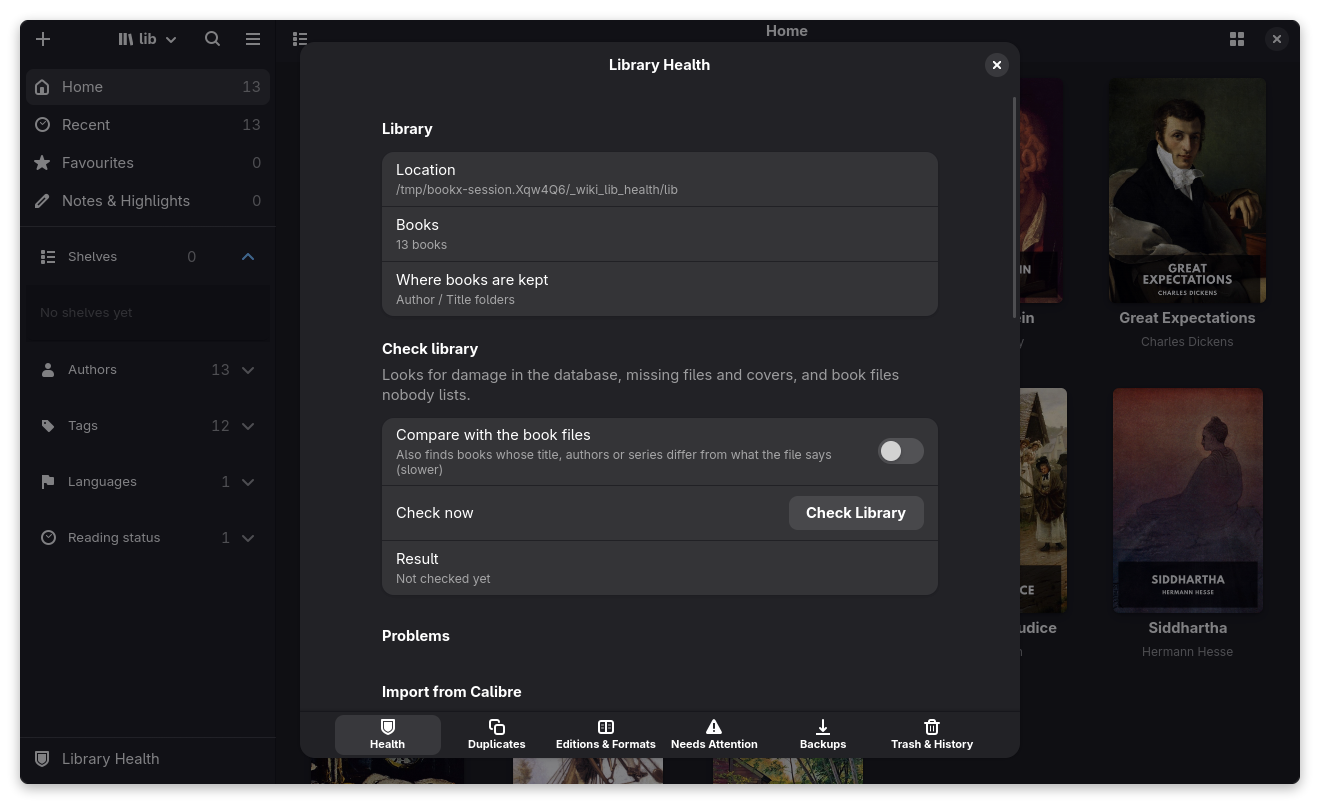 lib
Home
Home 13
Recent 13
Favourites 0
Notes & Highlights 0
Shelves 0
No shelves yet
Authors 13
Tags 12
Languages 1
Reading status 1
Library Health
Library Health
Library
Location
/tmp/bookx-session.Xqw4Q6/_wiki_lib_health/lib
Books
13 books
Where books are kept
Author / Title folders
Check library
Looks for damage in the database, missing files and covers, and book files
nobody lists.
Compare with the book files
Also finds books whose title, authors or series differ from what the file says
(slower)
Check now
Check Library
Result
Not checked yet
Problems
Import from Calibre
Health
Duplicates
Editions & Formats
Needs Attention
Backups
Trash & History
GREAT
EXPECTATIONS
CHARLES DICKENS
Great Expectations
Charles Dickens
SIDDHARTHA
HERMANN HESSE
Siddhartha
Hermann Hesse